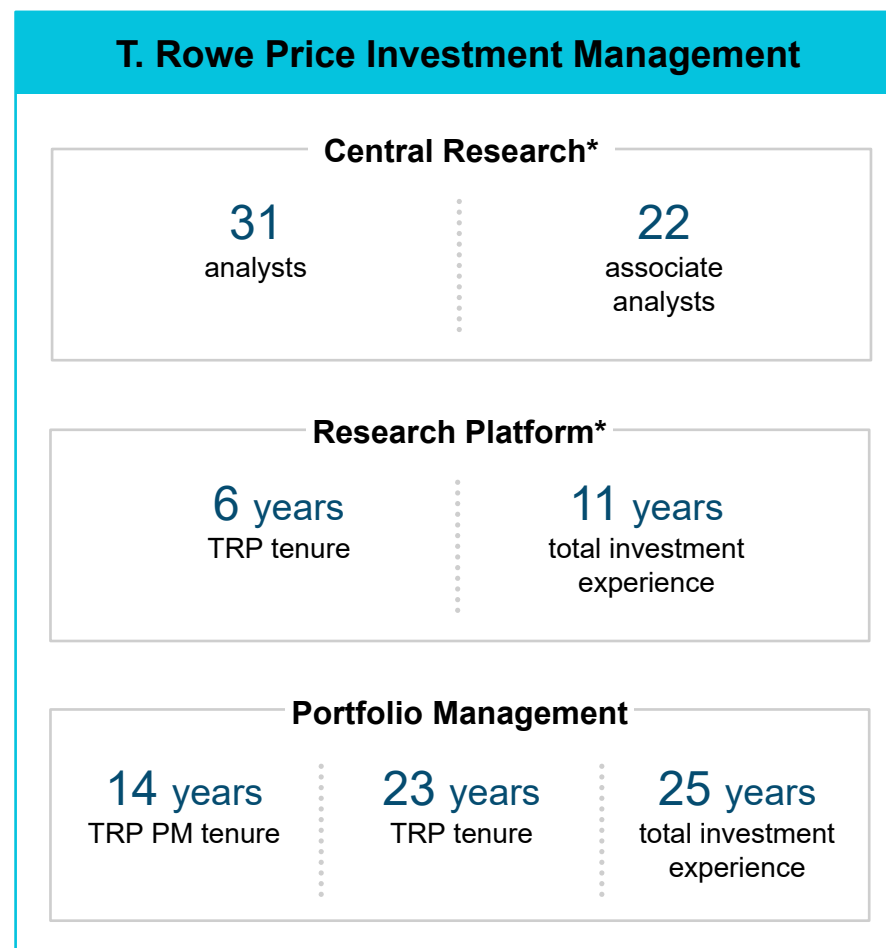 T. Rowe Price Investment Management
Central Research*
31
analysts
22
associate
analysts
Research Platform*
6 years
TRP tenure
11 years
total investment
experience
Portfolio Management
14 years
TRP PM tenure
23 years
TRP tenure
25 years
total investment
experience